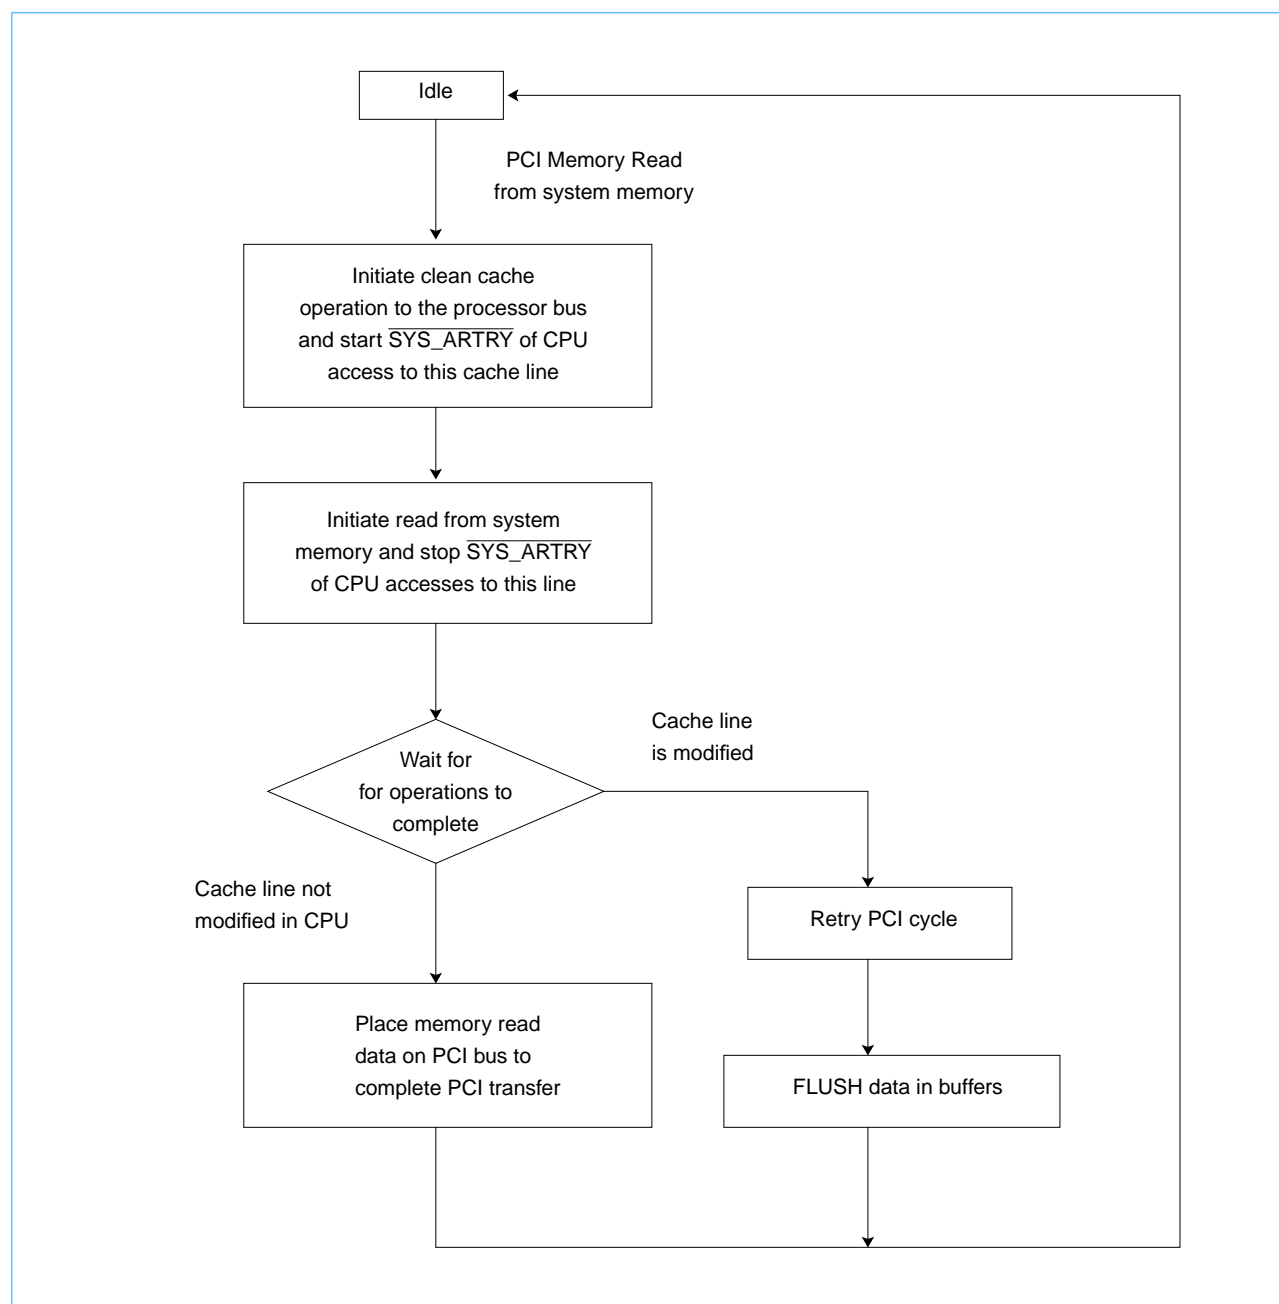 Idle
PCI Memory Read
from system memory
Initiate clean cache
operation to the processor bus
and start S̅Y̅S̅_̅A̅R̅T̅R̅Y̅ of CPU
access to this cache line
Initiate read from system
memory and stop S̅Y̅S̅_̅A̅R̅T̅R̅Y̅
of CPU accesses to this line
Cache line
is modified
Wait for
for operations to
complete
Cache line not
modified in CPU
Retry PCI cycle
Place memory read
data on PCI bus to
complete PCI transfer
FLUSH data in buffers